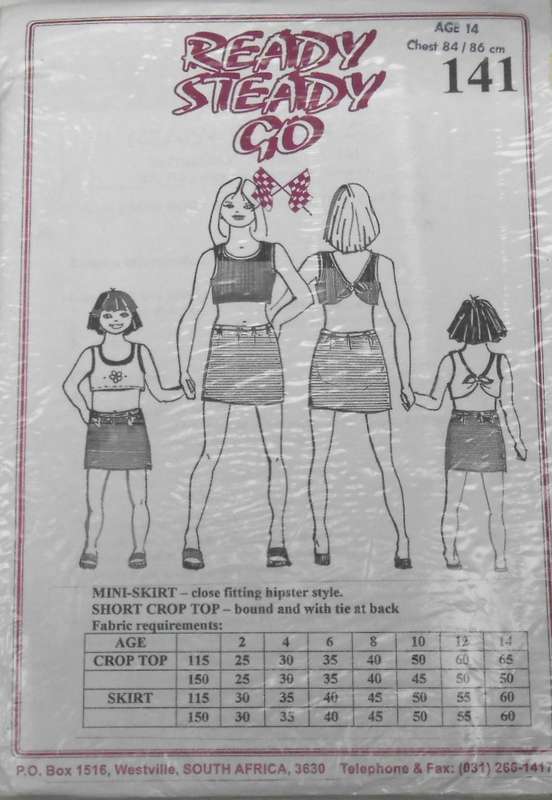 READY
STEADY
GO
AGE 14
Chest 84 / 86 cm
141
MINI-SKIRT – close fitting hipster style.
SHORT CROP TOP – bound and with tie at back
Fabric requirements:
AGE 2 4 6 8 10 12 14
CROP TOP 115 25 30 35 40 50 60 65
150 25 30 35 40 45 50 50
SKIRT 115 30 35 40 45 50 55 60
150 30 35 40 45 50 55 60
P.O. Box 1516, Westville, SOUTH AFRICA, 3630 Telephone & Fax: (031) 266-1417